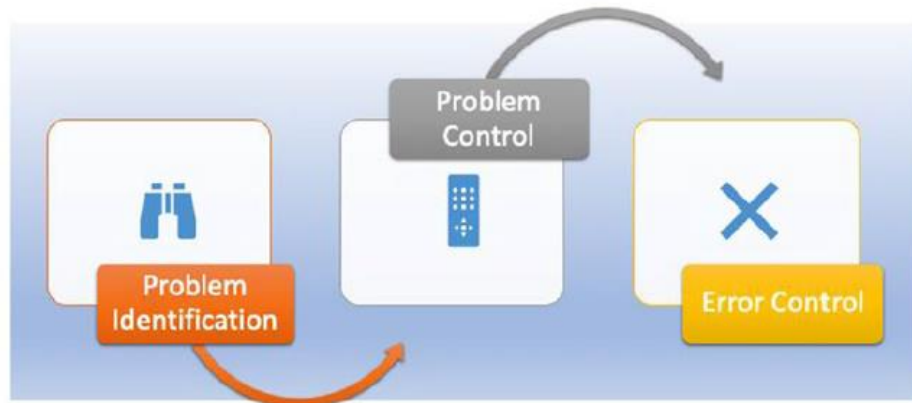 Problem
Identification
Problem
Control
Error Control